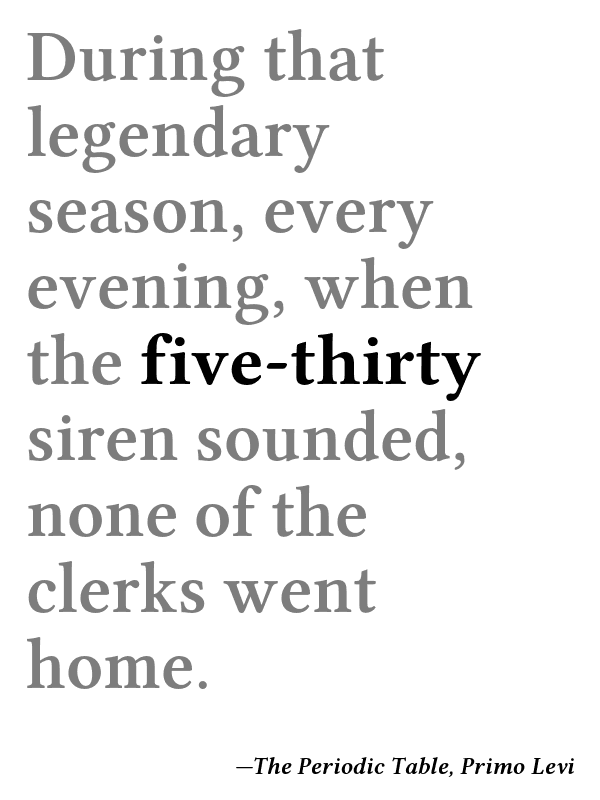 During that
legendary
season, every
evening, when
the five-thirty
siren sounded,
none of the
clerks went
home.
—The Periodic Table, Primo Levi